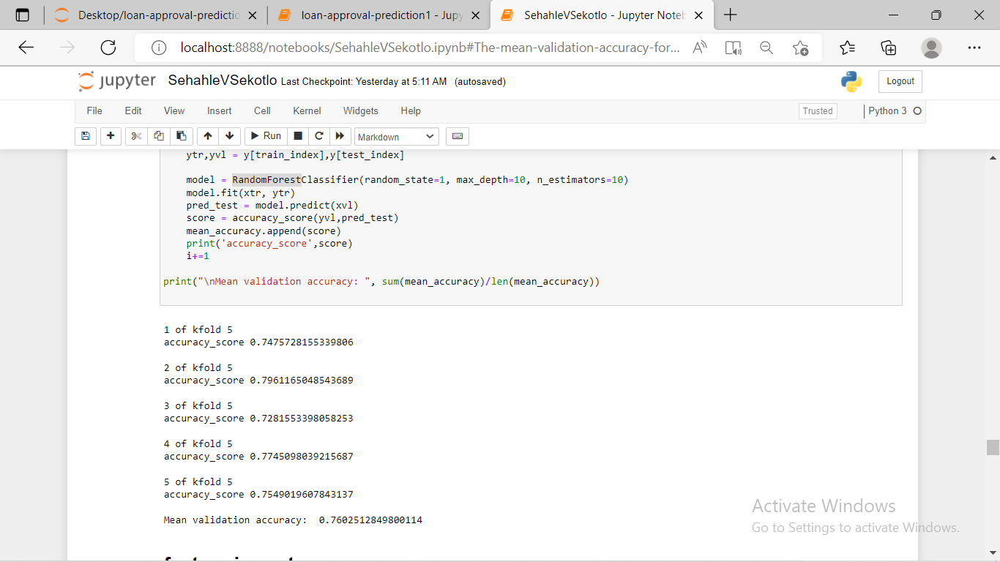 Desktop/loan-approval-predictic
loan-approval-prediction1 - Jupy
SehahleVSekotlo - Jupyter Noteb
localhost:8888/notebooks/SehahleVSekotlo.ipynb#The-mean-validation-accuracy-for...
jupyter SehahleVSekotlo Last Checkpoint: Yesterday at 5:11 AM (autosaved)
Logout
File Edit View Insert Cell Kernel Widgets Help
Trusted
Python 3
Run
Markdown
ytr,yvl = y[train_index],y[test_index]
model = RandomForestClassifier(random_state=1, max_depth=10, n_estimators=10)
model.fit(xtr, ytr)
pred_test = model.predict(xvl)
score = accuracy_score(yvl,pred_test)
mean_accuracy.append(score)
print('accuracy_score',score)
i+=1
print("\nMean validation accuracy: ", sum(mean_accuracy)/len(mean_accuracy))
1 of kfold 5
accuracy_score 0.7475728155339806
2 of kfold 5
accuracy_score 0.7961165048543689
3 of kfold 5
accuracy_score 0.7281553398058253
4 of kfold 5
accuracy_score 0.7745098039215687
5 of kfold 5
accuracy_score 0.7549019607843137
Mean validation accuracy:  0.7602512849800114
Activate Windows
Go to Settings to activate Windows.